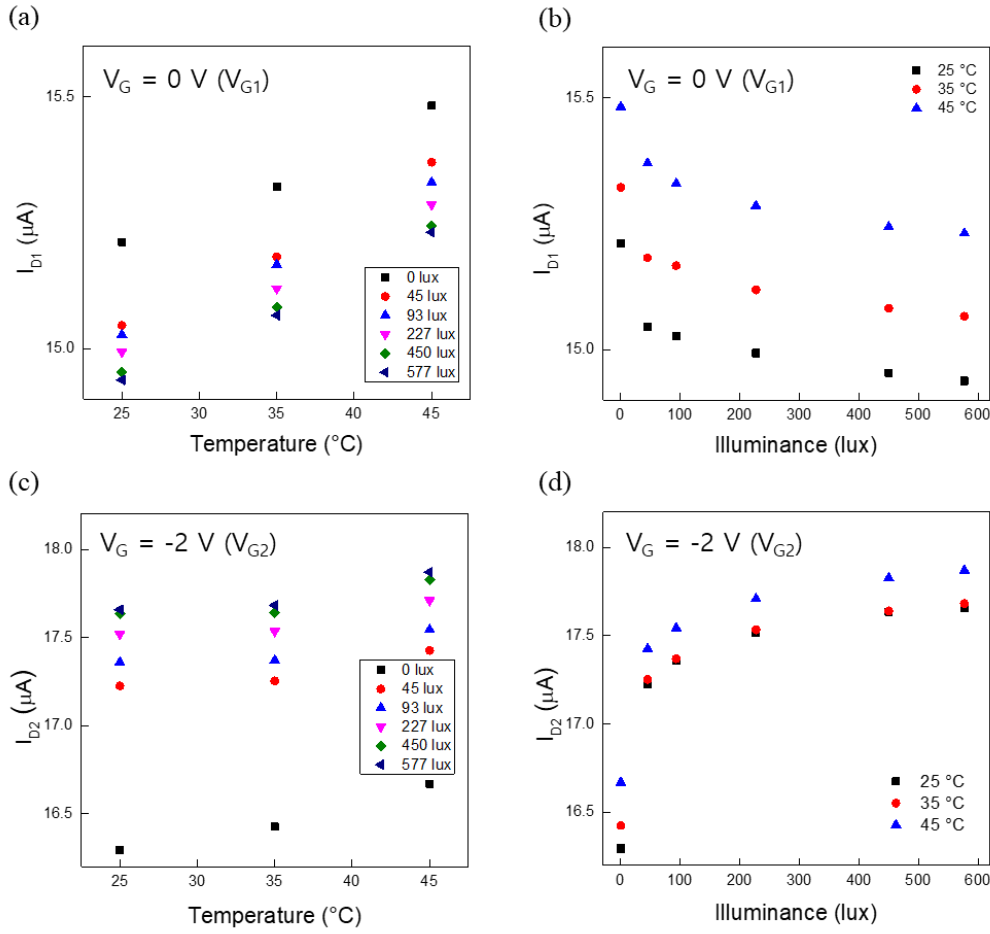 (a)
V_G = 0 V (V_G1)
15.5
15.0
I_D1 (μA)
0 lux
45 lux
93 lux
227 lux
450 lux
577 lux
25 30 35 40 45
Temperature (°C)
(b)
V_G = 0 V (V_G1)
25 °C
35 °C
45 °C
15.5
15.0
I_D1 (μA)
0 100 200 300 400 500 600
Illuminance (lux)
(c)
V_G = -2 V (V_G2)
18.0
17.5
17.0
16.5
I_D2 (μA)
0 lux
45 lux
93 lux
227 lux
450 lux
577 lux
25 30 35 40 45
Temperature (°C)
(d)
V_G = -2 V (V_G2)
18.0
17.5
17.0
16.5
I_D2 (μA)
25 °C
35 °C
45 °C
0 100 200 300 400 500 600
Illuminance (lux)